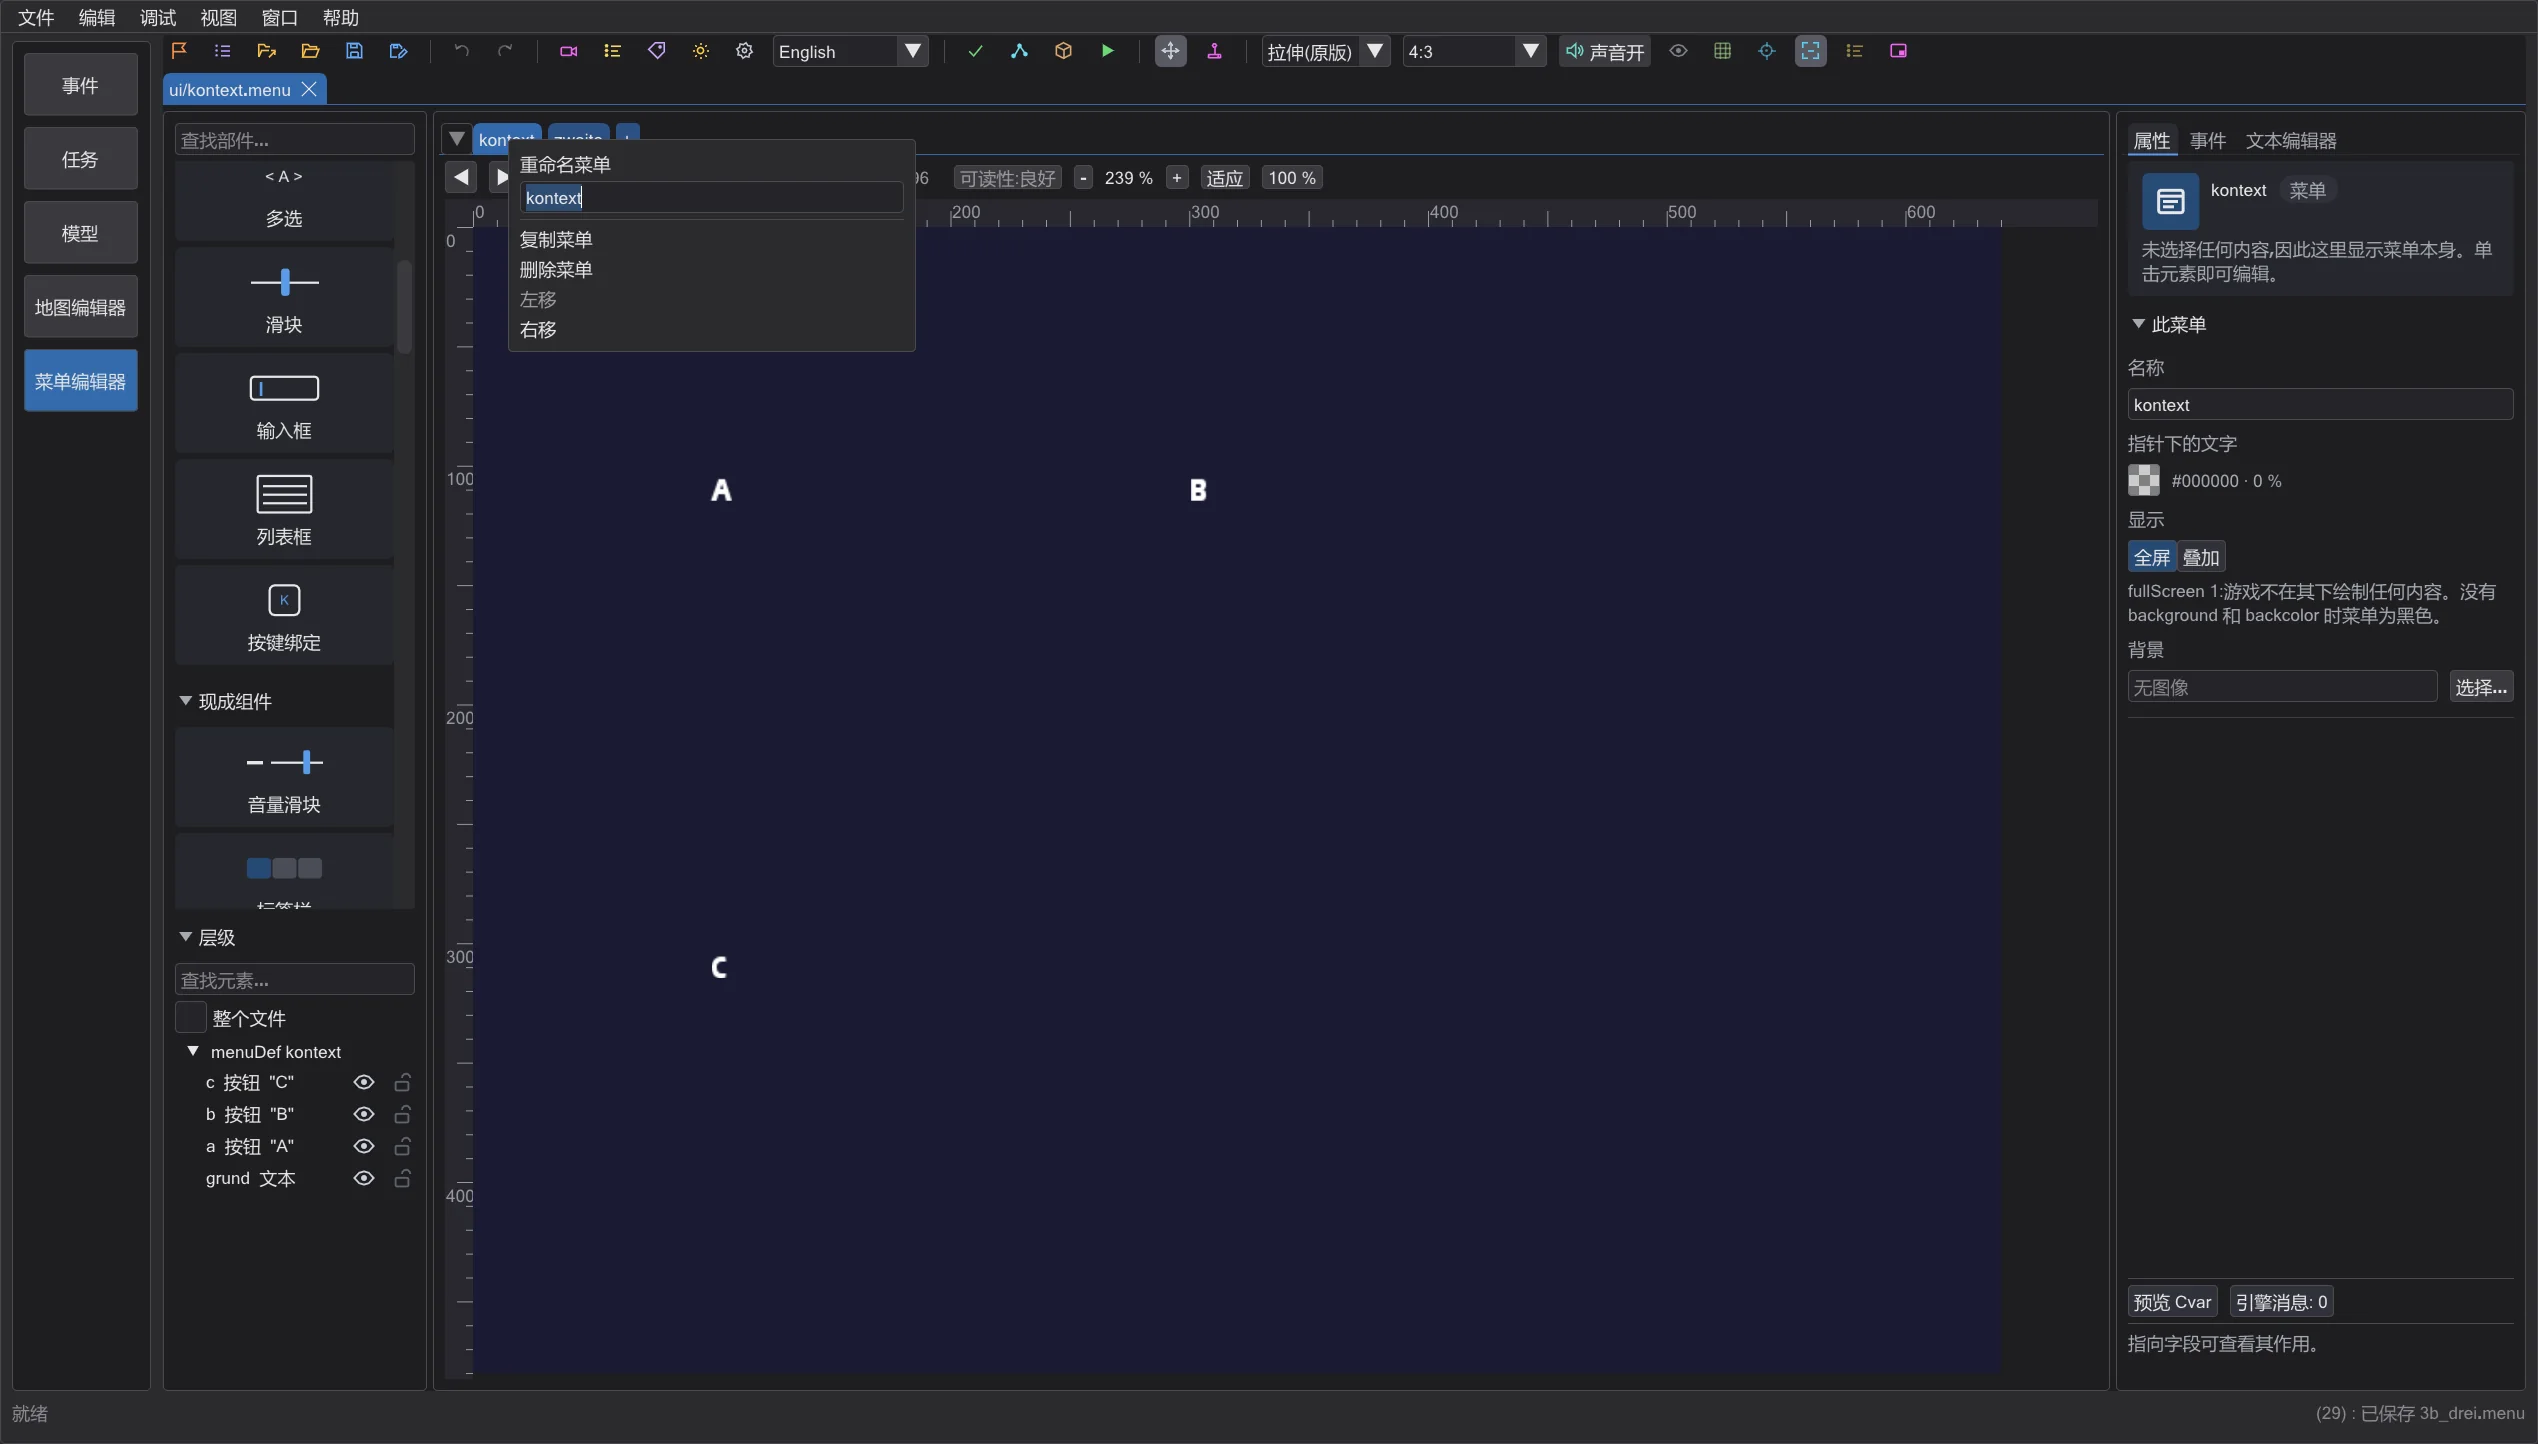 文件 编辑 调试 视图 窗口 帮助
English 拉伸(原版) 4:3 声音开
事件
任务
模型
地图编辑器
菜单编辑器
ui/kontext.menu
查找部件...
< A >
多选
滑块
输入框
列表框
K
按键绑定
现成组件
音量滑块
层级
查找元素...
整个文件
menuDef kontext
c 按钮 "C"
b 按钮 "B"
a 按钮 "A"
grund 文本
重命名菜单
kontext
复制菜单
删除菜单
左移
右移
可读性:良好 - 239 % + 适应 100 %
0 200 300 400 500 600
0
100
200
300
400
A B
C
属性 事件 文本编辑器
kontext 菜单
未选择任何内容,因此这里显示菜单本身。单
击元素即可编辑。
此菜单
名称
kontext
指针下的文字
#000000 · 0 %
显示
全屏 叠加
fullScreen 1:游戏不在其下绘制任何内容。没有
background 和 backcolor 时菜单为黑色。
背景
无图像 选择...
预览 Cvar 引擎消息: 0
指向字段可查看其作用。
就绪
(29) : 已保存 3b_drei.menu